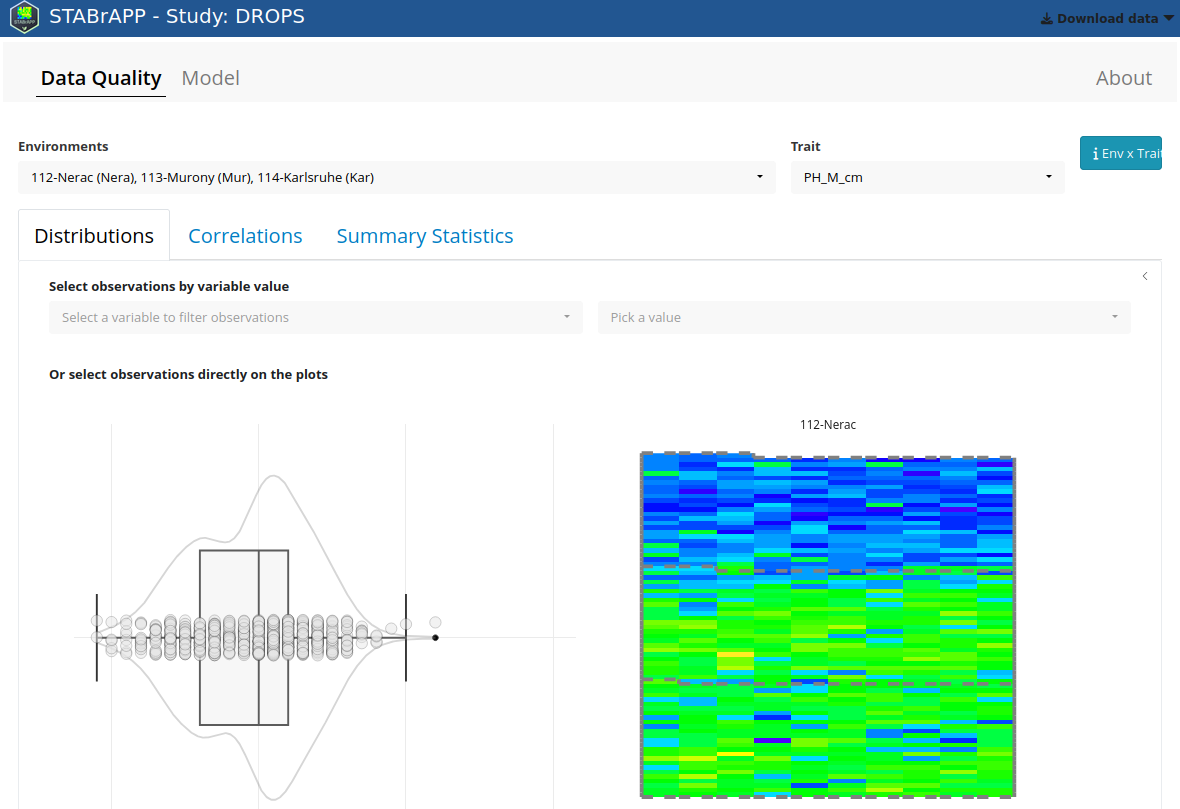 STABrAPP - Study: DROPS
Download data
Data Quality
Model
About
Environments
Trait
112-Nerac (Nera), 113-Murony (Mur), 114-Karlsruhe (Kar)
PH_M_cm
Env x Trait
Distributions
Correlations
Summary Statistics
Select observations by variable value
Select a variable to filter observations
Pick a value
Or select observations directly on the plots
112-Nerac